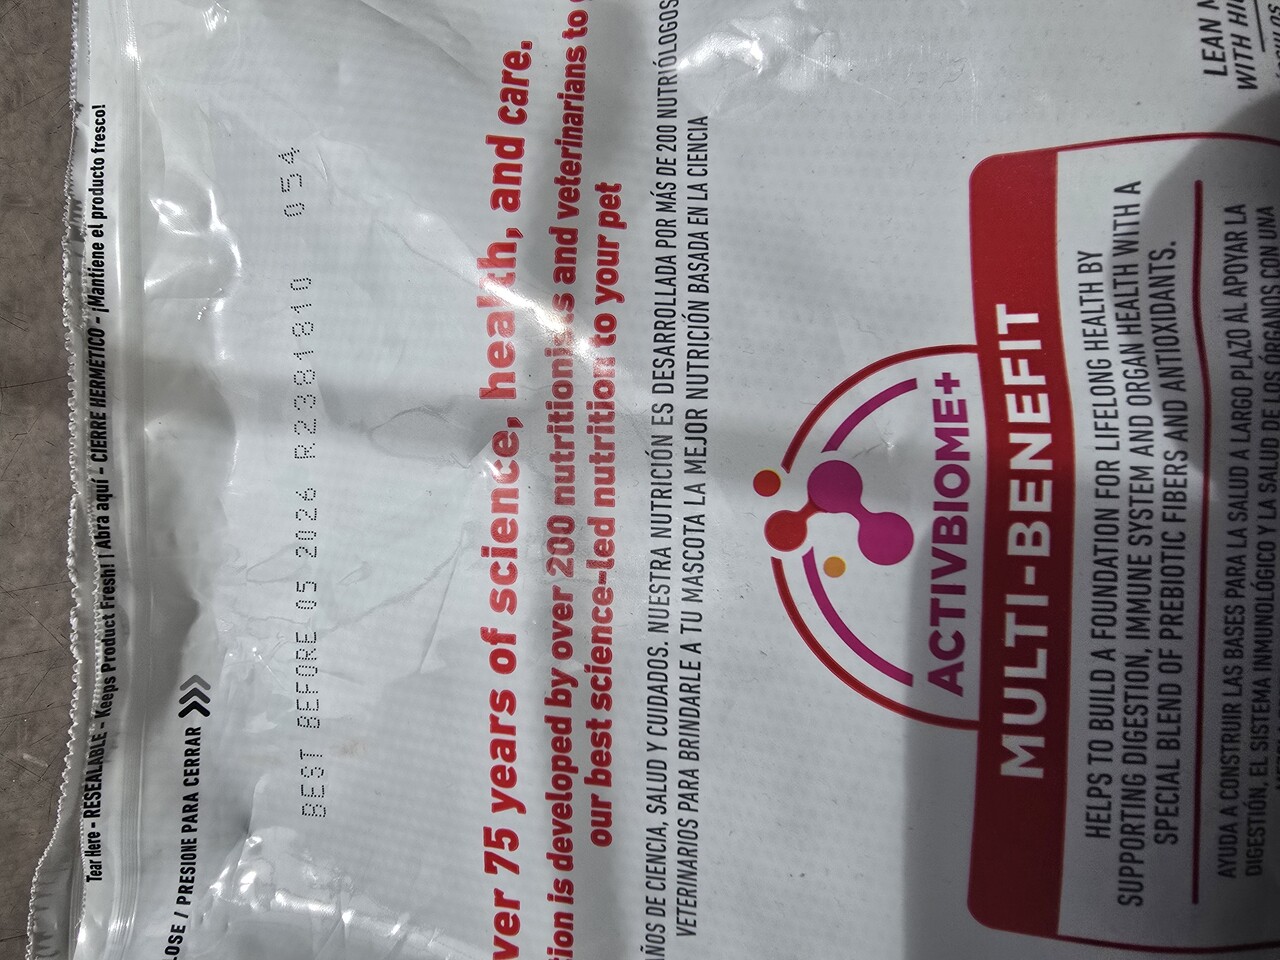 Tear Here - RESEALABLE - Keeps Product Fresh! | Abra aquí - CIERRE HERMÉTICO - ¡Mantiene el producto fresco!
LOSE / PRESIONE PARA CERRAR
BEST BEFORE 05 2026 R2381810 054
ver 75 years of science, health, and care.
tion is developed by over 200 nutritionists and veterinarians to
our best science-led nutrition to your pet
AÑOS DE CIENCIA, SALUD Y CUIDADOS. NUESTRA NUTRICIÓN ES DESARROLLADA POR MÁS DE 200 NUTRIÓLOGOS
VETERINARIOS PARA BRINDARLE A TU MASCOTA LA MEJOR NUTRICIÓN BASADA EN LA CIENCIA
ACTIVBIOME+
MULTI-BENEFIT
HELPS TO BUILD A FOUNDATION FOR LIFELONG HEALTH BY
SUPPORTING DIGESTION, IMMUNE SYSTEM AND ORGAN HEALTH WITH A
SPECIAL BLEND OF PREBIOTIC FIBERS AND ANTIOXIDANTS.
AYUDA A CONSTRUIR LAS BASES PARA LA SALUD A LARGO PLAZO AL APOYAR LA
DIGESTIÓN, EL SISTEMA INMUNOLÓGICO Y LA SALUD DE LOS ÓRGANOS CON UNA
LEAN
WITH